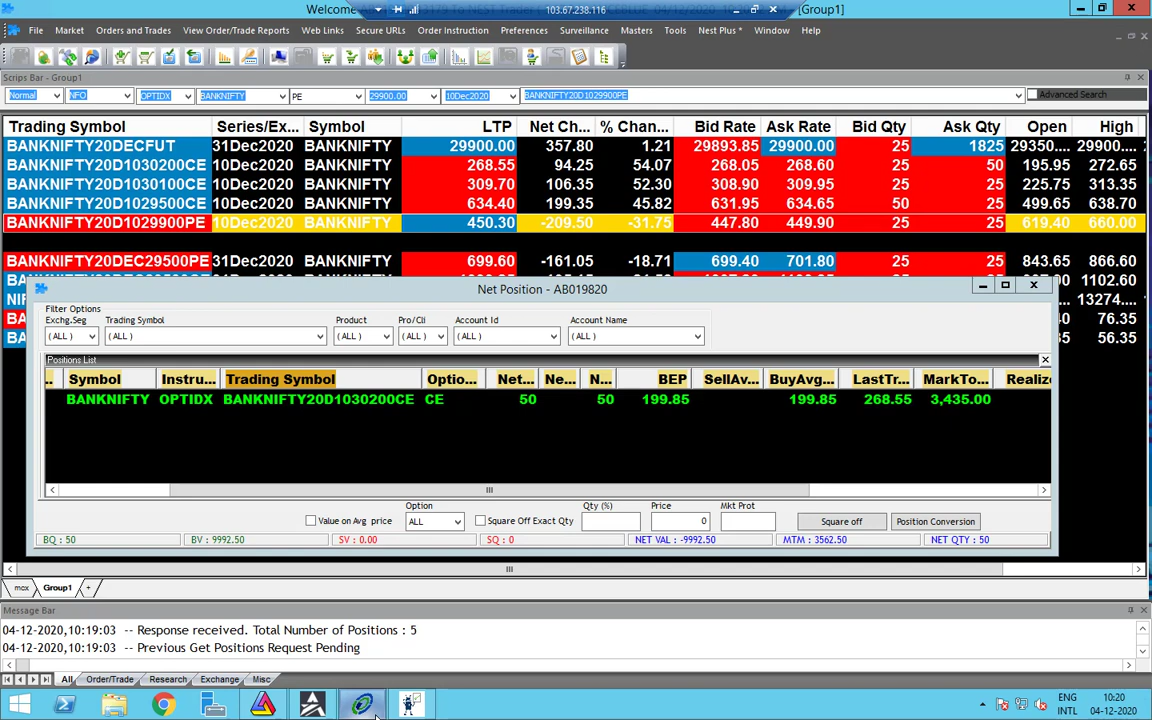 Welcome
103.67.238.116
[Group1]
File Market Orders and Trades View Order/Trade Reports Web Links Secure URLs Order Instruction Preferences Surveillance Masters Tools Nest Plus * Window Help
Scrips Bar - Group1
Normal NFO OPTIDX BANKNIFTY PE 29900.00 10Dec2020 BANKNIFTY20D1029900PE Advanced Search
Trading Symbol Series/Ex... Symbol LTP Net Ch... % Chan... Bid Rate Ask Rate Bid Qty Ask Qty Open High
BANKNIFTY20DECFUT 31Dec2020 BANKNIFTY 29900.00 357.80 1.21 29893.85 29900.00 25 1825 29350.... 29900....
BANKNIFTY20D1030200CE 10Dec2020 BANKNIFTY 268.55 94.25 54.07 268.05 268.60 25 50 195.95 272.65
BANKNIFTY20D1030100CE 10Dec2020 BANKNIFTY 309.70 106.35 52.30 308.90 309.95 25 25 225.75 313.35
BANKNIFTY20D1029500CE 10Dec2020 BANKNIFTY 634.40 199.35 45.82 631.95 634.65 50 25 499.65 638.70
BANKNIFTY20D1029900PE 10Dec2020 BANKNIFTY 450.30 -209.50 -31.75 447.80 449.90 25 25 619.40 660.00
BANKNIFTY20DEC29500PE 31Dec2020 BANKNIFTY 699.60 -161.05 -18.71 699.40 701.80 25 25 843.65 866.60
1102.60
13274....
76.35
56.35
Net Position - AB019820
Filter Options
Exchg.Seg Trading Symbol Product Pro/Cli Account Id Account Name
(ALL) (ALL) (ALL) (ALL) (ALL) (ALL)
Positions List
Symbol Instru... Trading Symbol Optio... Net... Ne... N... BEP SellAv... BuyAvg... LastTr... MarkTo... Realize
BANKNIFTY OPTIDX BANKNIFTY20D1030200CE CE 50 50 199.85 199.85 268.55 3,435.00
Option Qty (%) Price Mkt Prot
Value on Avg price ALL Square Off Exact Qty 0 Square off Position Conversion
BQ : 50 BV : 9992.50 SV : 0.00 SQ : 0 NET VAL : -9992.50 MTM : 3562.50 NET QTY : 50
mcx Group1 +
Message Bar
04-12-2020,10:19:03 -- Response received. Total Number of Positions : 5
04-12-2020,10:19:03 -- Previous Get Positions Request Pending
All Order/Trade Research Exchange Misc
ENG 10:20
INTL 04-12-2020